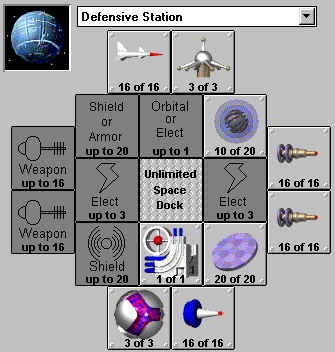 Defensive Station
16 of 16
3 of 3
Shield
or
Armor
up to 20
Orbital
or
Elect
up to 1
10 of 20
Weapon
up to 16
Elect
up to 3
Unlimited
Space
Dock
Elect
up to 3
16 of 16
Weapon
up to 16
Shield
up to 20
1 of 1
20 of 20
16 of 16
3 of 3
16 of 16